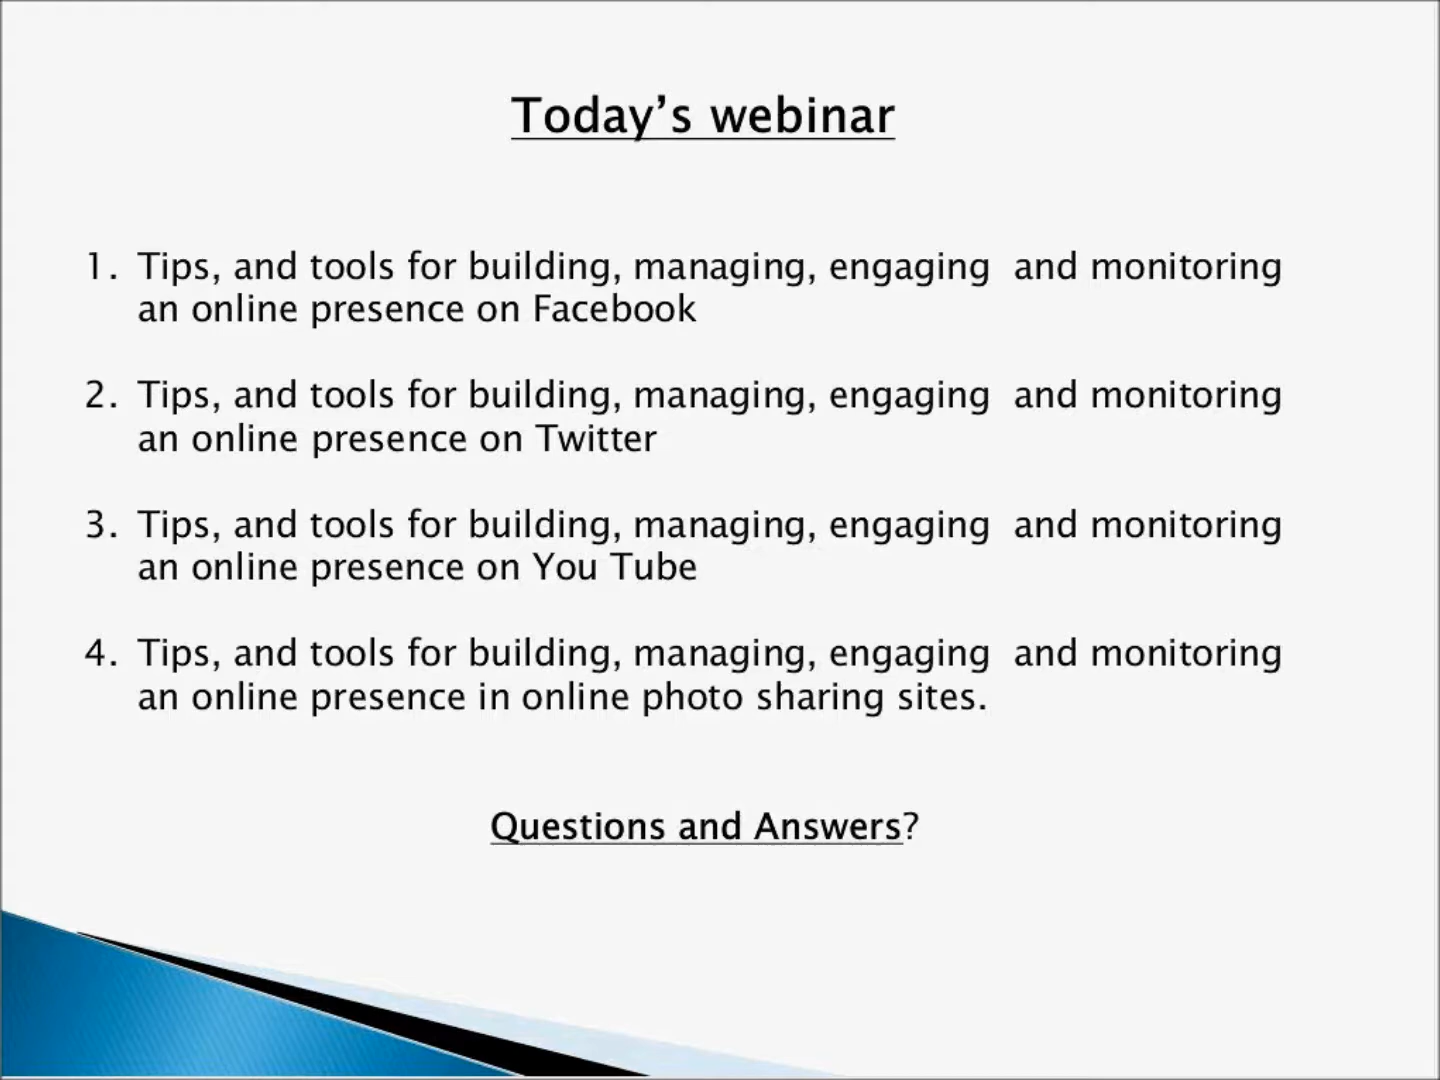 Today’s webinar
1. Tips, and tools for building, managing, engaging  and monitoring
an online presence on Facebook
2. Tips, and tools for building, managing, engaging  and monitoring
an online presence on Twitter
3. Tips, and tools for building, managing, engaging  and monitoring
an online presence on You Tube
4. Tips, and tools for building, managing, engaging  and monitoring
an online presence in online photo sharing sites.
Questions and Answers?